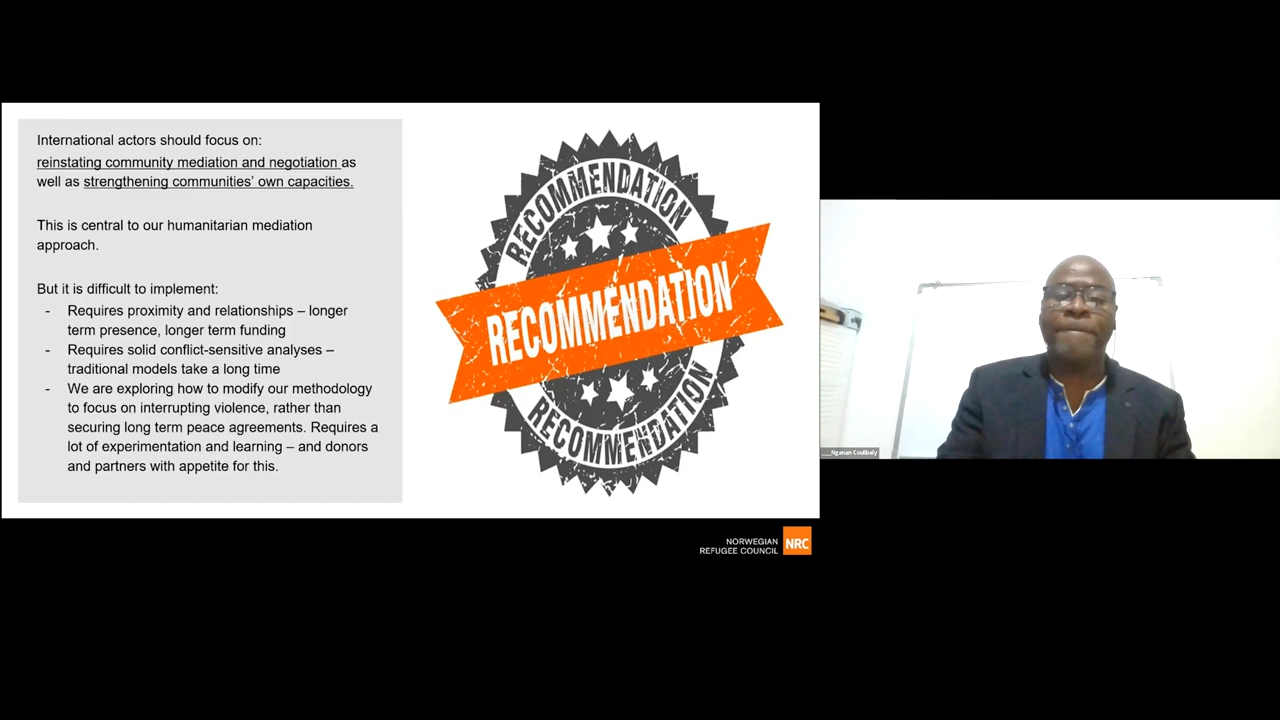 International actors should focus on:
reinstating community mediation and negotiation as
well as strengthening communities’ own capacities.
This is central to our humanitarian mediation
approach.
But it is difficult to implement:
- Requires proximity and relationships – longer
term presence, longer term funding
- Requires solid conflict-sensitive analyses –
traditional models take a long time
- We are exploring how to modify our methodology
to focus on interrupting violence, rather than
securing long term peace agreements. Requires a
lot of experimentation and learning – and donors
and partners with appetite for this.
RECOMMENDATION
RECOMMENDATION
RECOMMENDATION
NORWEGIAN
REFUGEE COUNCIL
NRC
___Nganan Coulibaly